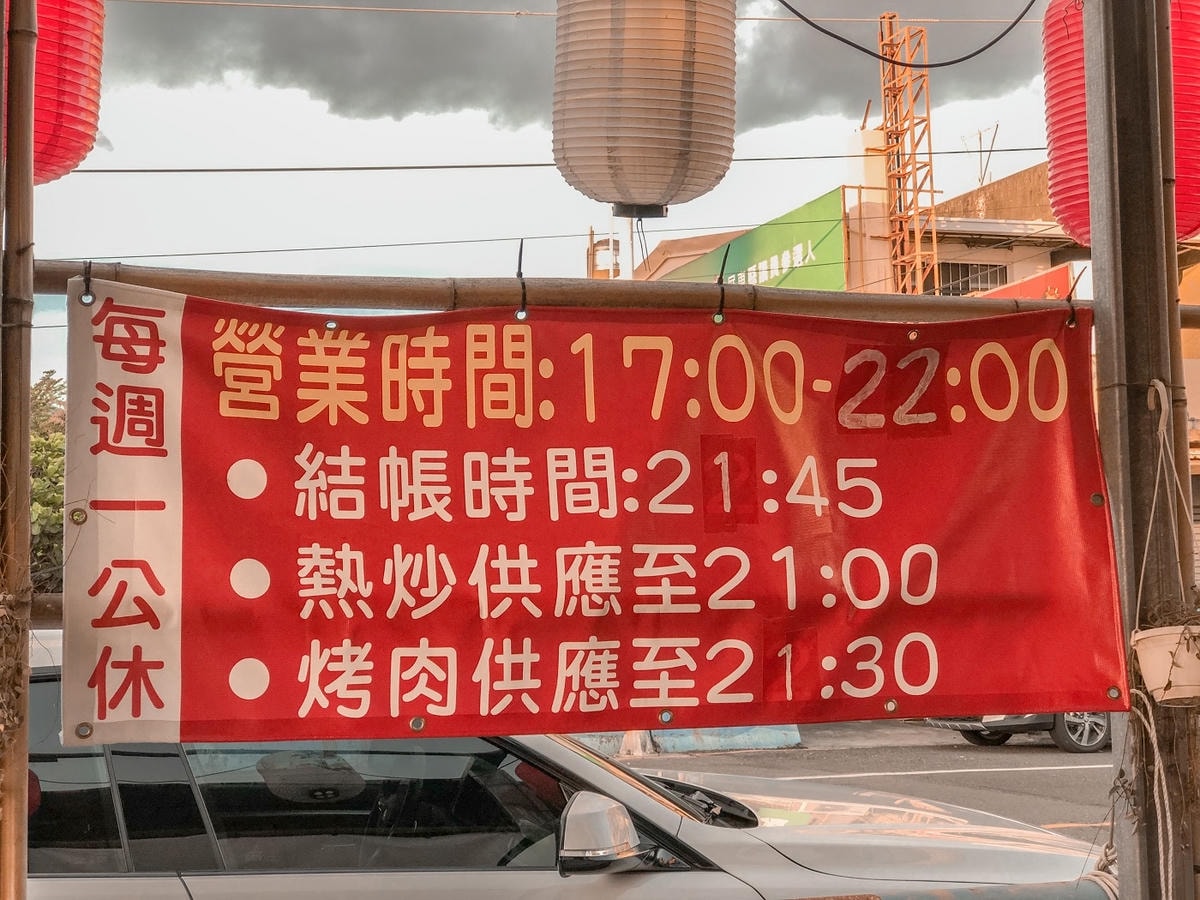 每週一公休
營業時間:17:00-22:00
● 結帳時間:21:45
● 熱炒供應至21:00
● 烤肉供應至21:30